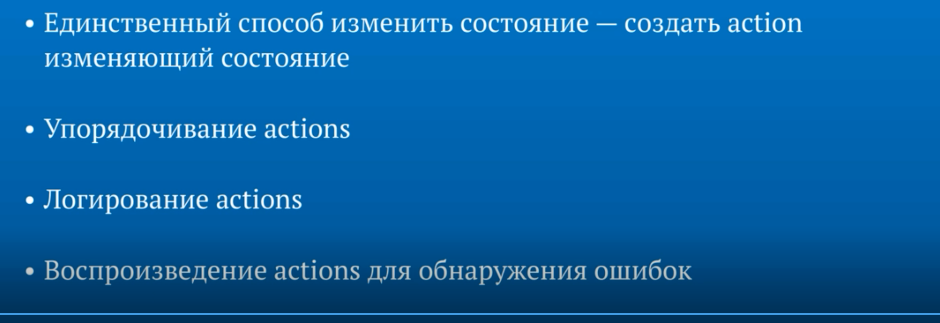 • Единственный способ изменить состояние — создать action
изменяющий состояние
• Упорядочивание actions
• Логирование actions
• Воспроизведение actions для обнаружения ошибок